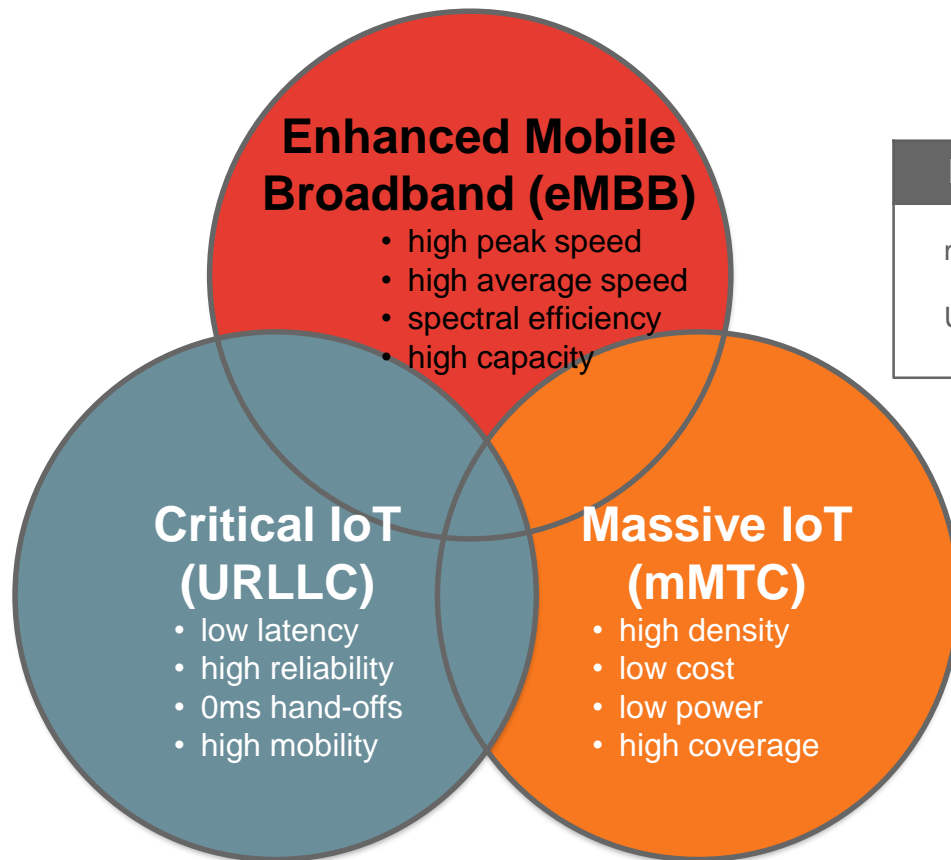 Enhanced Mobile
Broadband (eMBB)
• high peak speed
• high average speed
• spectral efficiency
• high capacity
Critical IoT
(URLLC)
• low latency
• high reliability
• 0ms hand-offs
• high mobility
Massive IoT
(mMTC)
• high density
• low cost
• low power
• high coverage